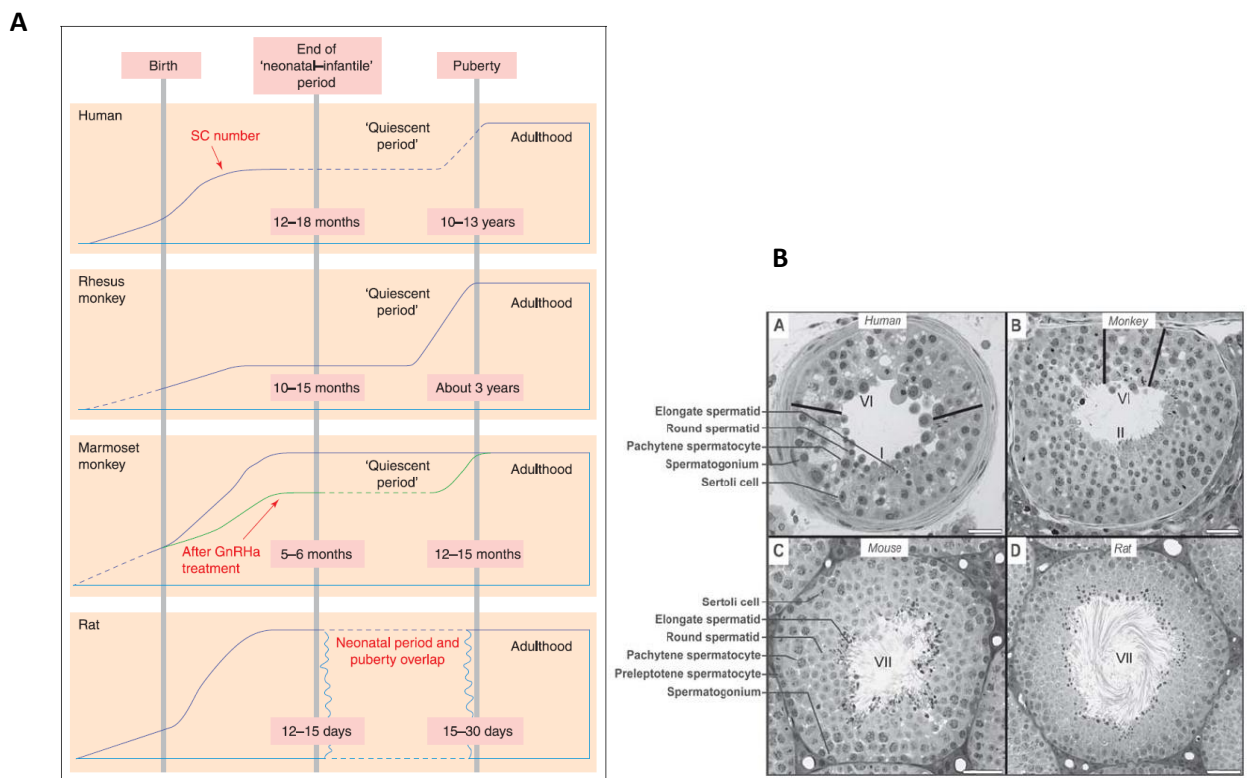 A
Birth
End of
'neonatal–infantile'
period
Puberty
Human
SC number
'Quiescent
period'
Adulthood
12–18 months
10–13 years
Rhesus
monkey
'Quiescent
period'
Adulthood
10–15 months
About 3 years
Marmoset
monkey
'Quiescent
period'
Adulthood
After GnRHa
treatment
5–6 months
12–15 months
Rat
Neonatal period and
puberty overlap
Adulthood
12–15 days
15–30 days
B
A
Human
VI
I
B
Monkey
VI
II
Elongate spermatid
Round spermatid
Pachytene spermatocyte
Spermatogonium
Sertoli cell
C
Mouse
VII
D
Rat
VII
Sertoli cell
Elongate spermatid
Round spermatid
Pachytene spermatocyte
Preleptotene spermatocyte
Spermatogonium